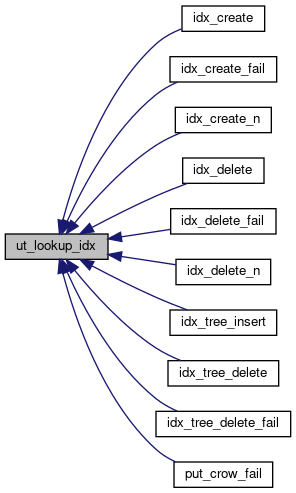 idx_create
idx_create_fail
idx_create_n
idx_delete
idx_delete_fail
ut_lookup_idx
idx_delete_n
idx_tree_insert
idx_tree_delete
idx_tree_delete_fail
put_crow_fail